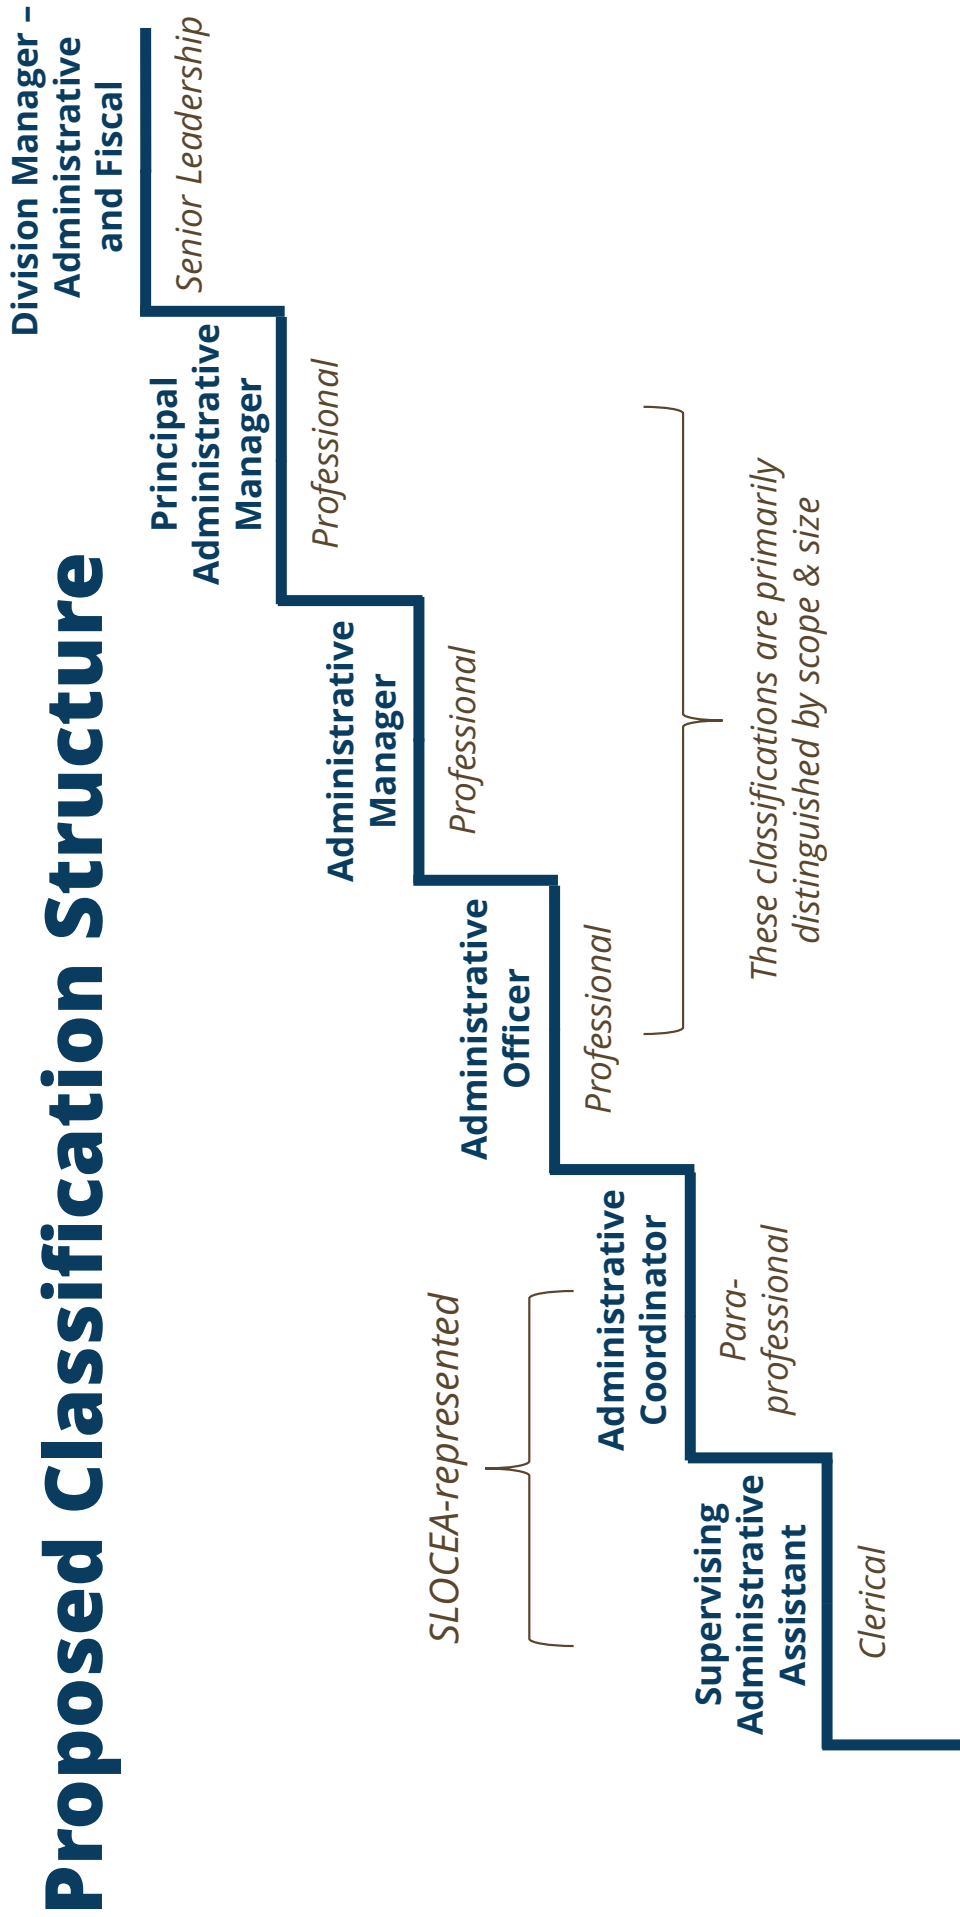 Proposed Classification Structure
Division Manager –
Administrative
and Fiscal
Senior Leadership
Principal
Administrative
Manager
Professional
Administrative
Manager
Professional
Administrative
Officer
Professional
These classifications are primarily
distinguished by scope & size
SLOCEA-represented
Administrative
Coordinator
Para-
professional
Supervising
Administrative
Assistant
Clerical